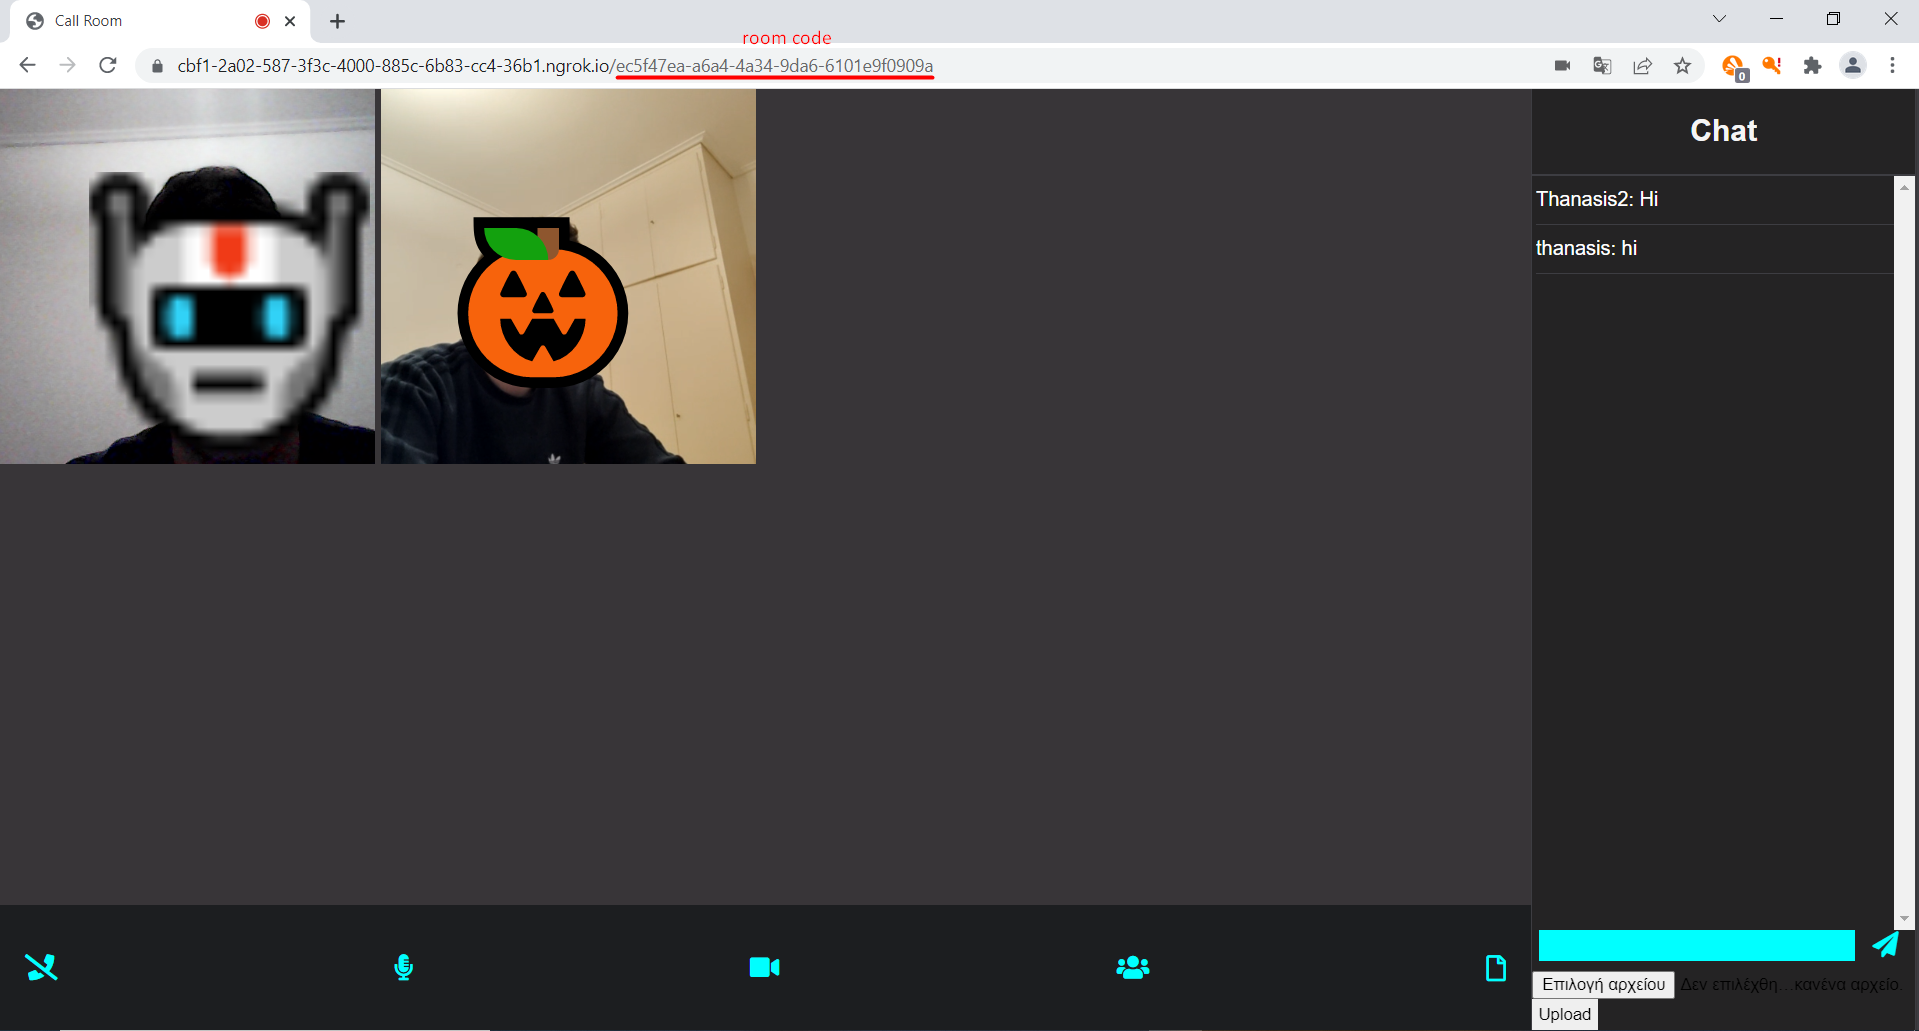 Call Room
room code
cbf1-2a02-587-3f3c-4000-885c-6b83-cc4-36b1.ngrok.io/ec5f47ea-a6a4-4a34-9da6-6101e9f0909a
0
Chat
Thanasis2: Hi
thanasis: hi
Επιλογή αρχείου Δεν επιλέχθη...κανένα αρχείο.
Upload